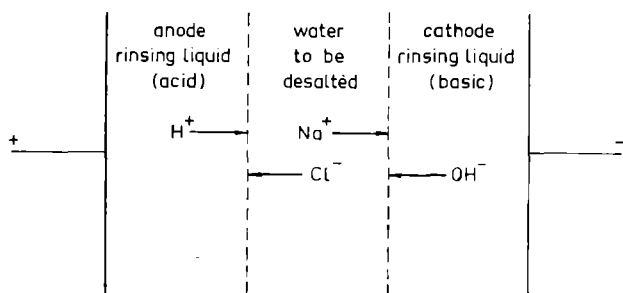 anode
rinsing liquid
(acid)
water
to be
desalted
cathode
rinsing liquid
(basic)
H+
Na+
+
-
Cl-
OH-